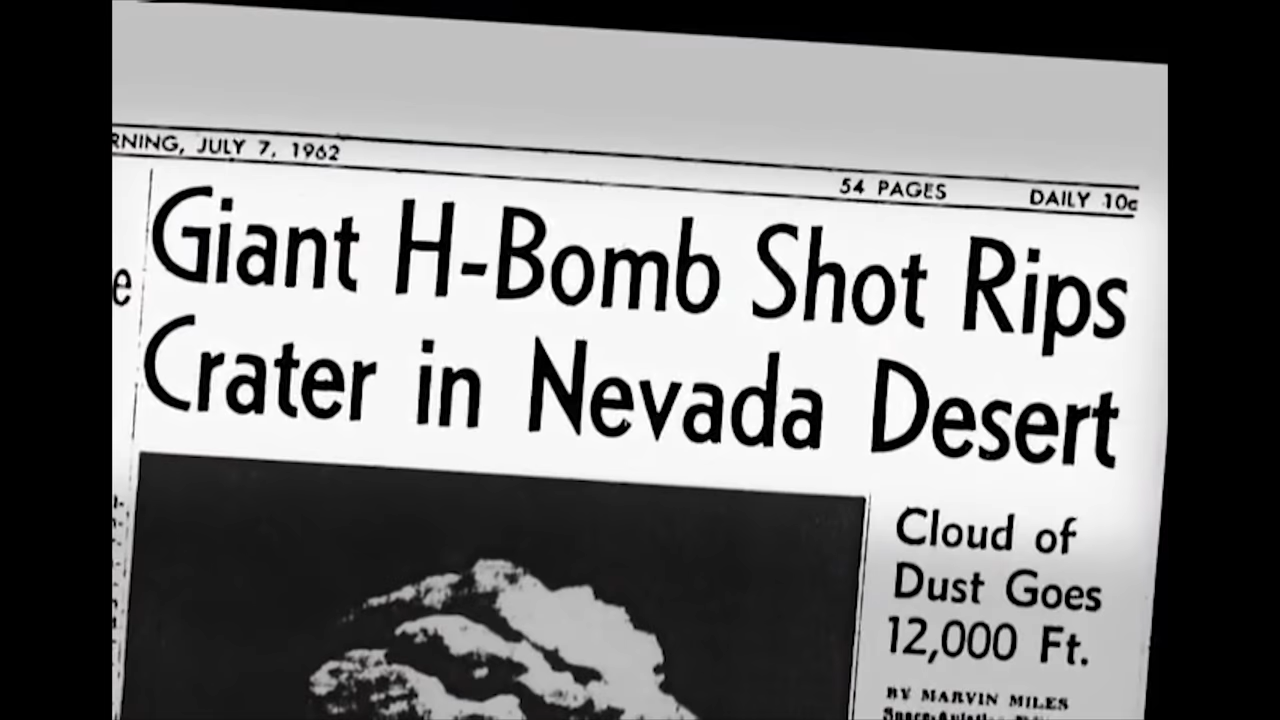 RNING, JULY 7, 1962
54 PAGES DAILY 10c
e
Giant H-Bomb Shot Rips
Crater in Nevada Desert
Cloud of
Dust Goes
12,000 Ft.
BY MARVIN MILES